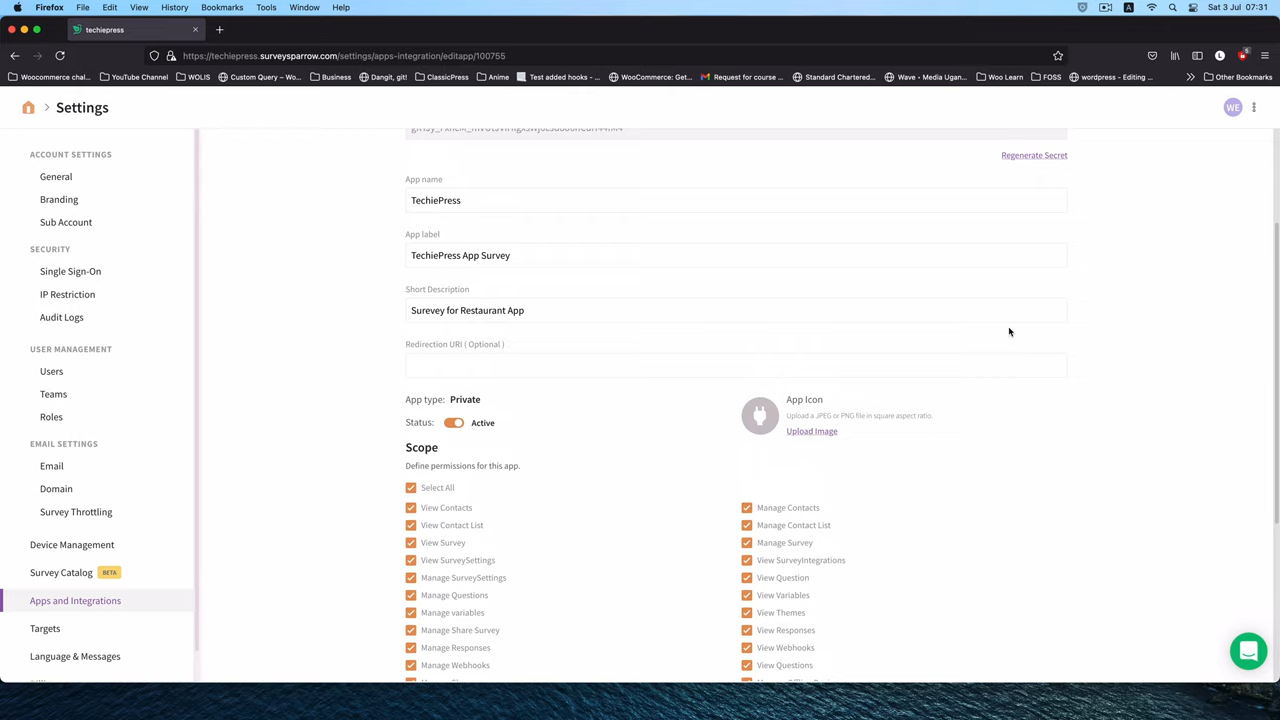 Firefox File Edit View History Bookmarks Tools Window Help
A
Sat 3 Jul 07:31
techiepress
https://techiepress.surveysparrow.com/settings/apps-integration/editapp/100755
L
Woocommerce chal... YouTube Channel WOLIS Custom Query – Wo... Business Dangit, git! ClassicPress Anime Test added hooks - ... WooCommerce: Get... Request for course ... Standard Chartered... Wave • Media Ugan... Woo Learn FOSS wordpress - Editing ... Other Bookmarks
Settings
WE
ACCOUNT SETTINGS
General
Branding
Sub Account
SECURITY
Single Sign-On
IP Restriction
Audit Logs
USER MANAGEMENT
Users
Teams
Roles
EMAIL SETTINGS
Email
Domain
Survey Throttling
Device Management
Survey Catalog BETA
Apps and Integrations
Targets
Language & Messages
Regenerate Secret
App name
TechiePress
App label
TechiePress App Survey
Short Description
Surevey for Restaurant App
Redirection URI ( Optional )
App type: Private
Status: Active
App Icon
Upload a JPEG or PNG file in square aspect ratio.
Upload Image
Scope
Define permissions for this app.
Select All
View Contacts Manage Contacts
View Contact List Manage Contact List
View Survey Manage Survey
View SurveySettings View SurveyIntegrations
Manage SurveySettings View Question
Manage Questions View Variables
Manage variables View Themes
Manage Share Survey View Responses
Manage Responses View Webhooks
Manage Webhooks View Questions